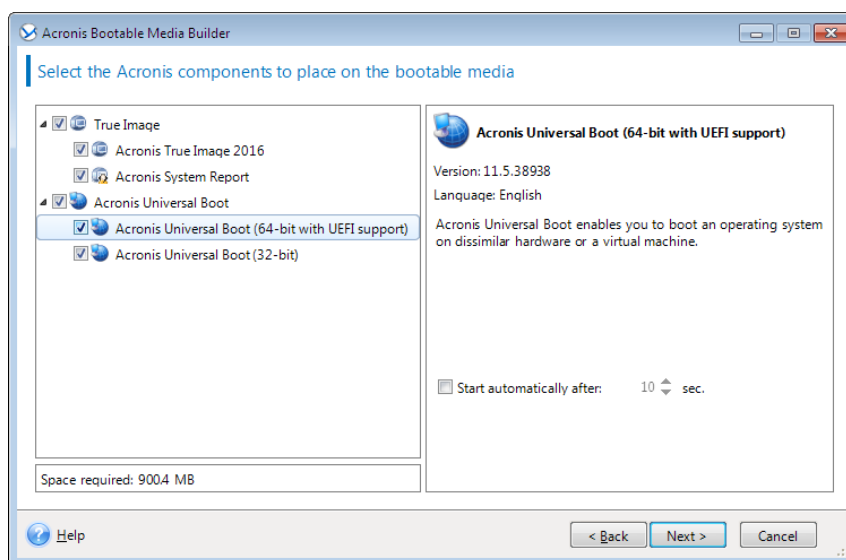 Acronis Bootable Media Builder
Select the Acronis components to place on the bootable media
True Image
Acronis True Image 2016
Acronis System Report
Acronis Universal Boot
Acronis Universal Boot (64-bit with UEFI support)
Acronis Universal Boot (32-bit)
Space required: 900.4 MB
Acronis Universal Boot (64-bit with UEFI support)
Version: 11.5.38938
Language: English
Acronis Universal Boot enables you to boot an operating system
on dissimilar hardware or a virtual machine.
Start automatically after: 10 sec.
Help
< Back
Next >
Cancel